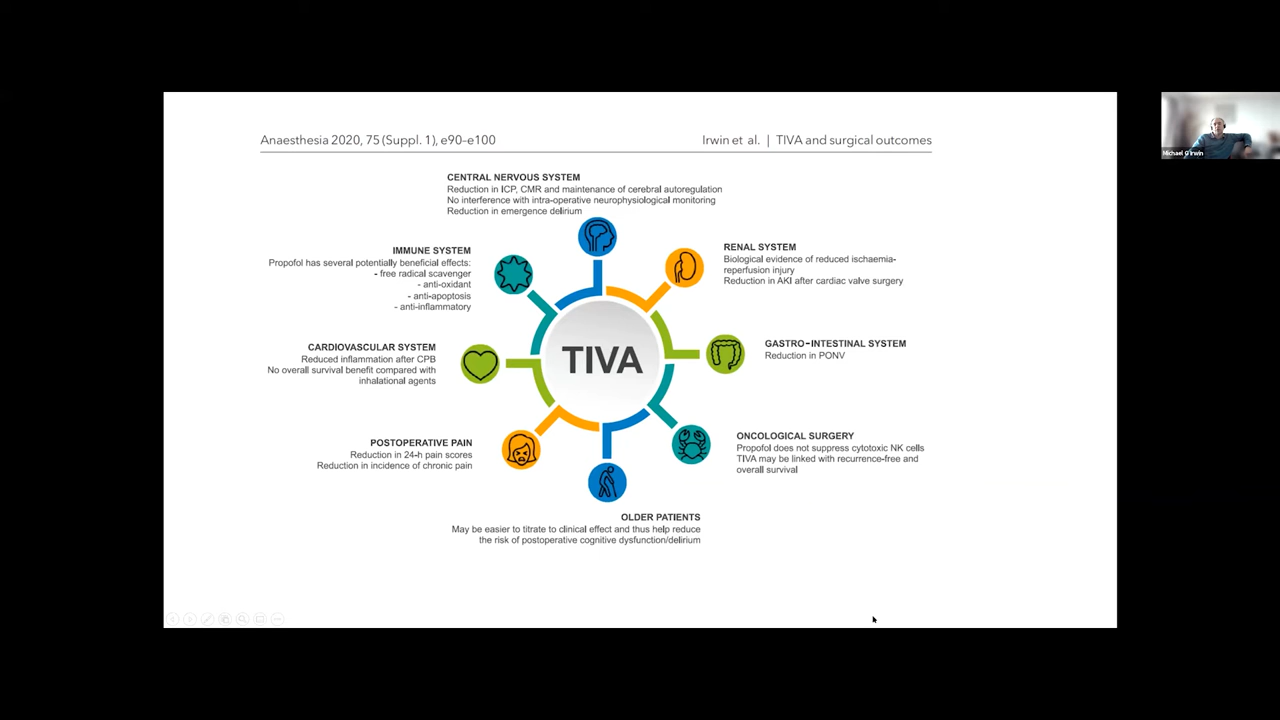 Anaesthesia 2020, 75 (Suppl. 1), e90–e100
Irwin et al. | TIVA and surgical outcomes
Michael G Irwin
CENTRAL NERVOUS SYSTEM
Reduction in ICP, CMR and maintenance of cerebral autoregulation
No interference with intra-operative neurophysiological monitoring
Reduction in emergence delirium
IMMUNE SYSTEM
Propofol has several potentially beneficial effects:
- free radical scavenger
- anti-oxidant
- anti-apoptosis
- anti-inflammatory
RENAL SYSTEM
Biological evidence of reduced ischaemia-
reperfusion injury
Reduction in AKI after cardiac valve surgery
CARDIOVASCULAR SYSTEM
Reduced inflammation after CPB
No overall survival benefit compared with
inhalational agents
TIVA
GASTRO–INTESTINAL SYSTEM
Reduction in PONV
POSTOPERATIVE PAIN
Reduction in 24-h pain scores
Reduction in incidence of chronic pain
ONCOLOGICAL SURGERY
Propofol does not suppress cytotoxic NK cells
TIVA may be linked with recurrence-free and
overall survival
OLDER PATIENTS
May be easier to titrate to clinical effect and thus help reduce
the risk of postoperative cognitive dysfunction/delirium